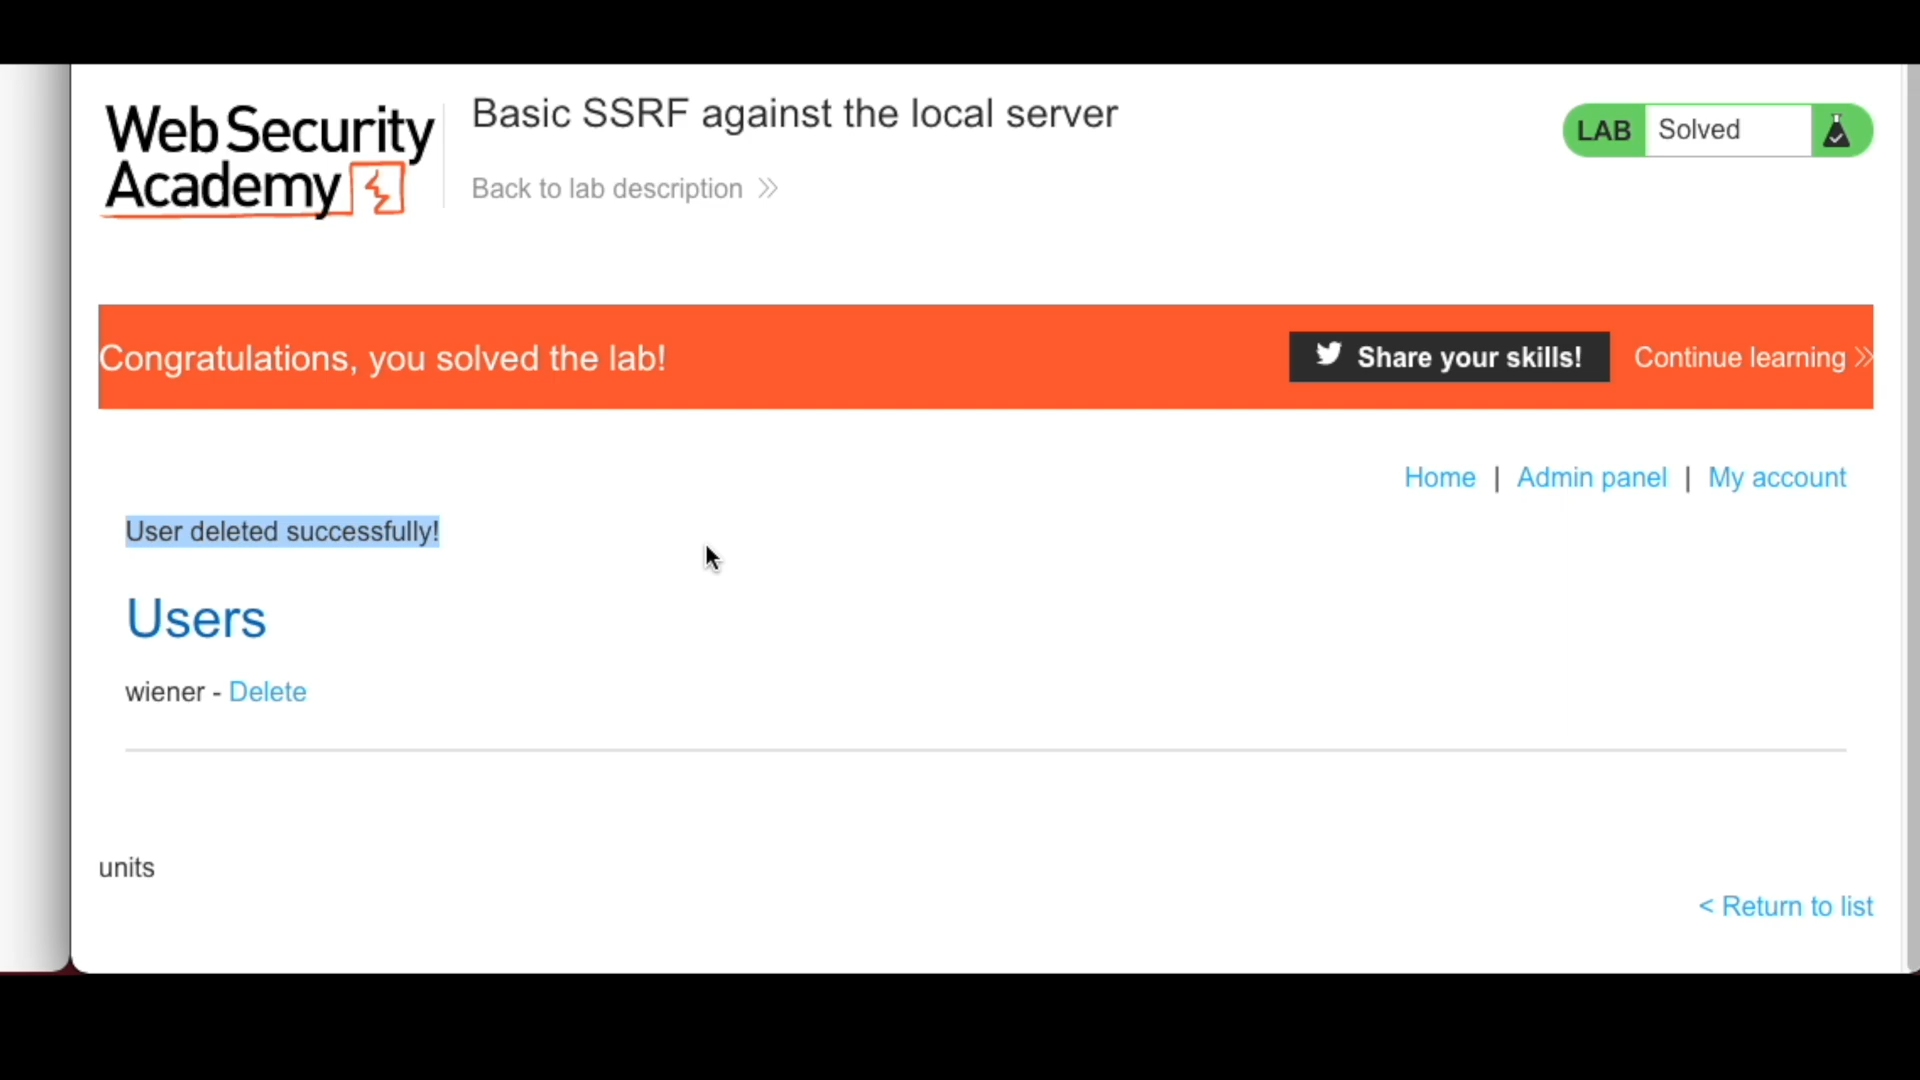 Web Security
Academy
Basic SSRF against the local server
Back to lab description >>
LAB Solved
Congratulations, you solved the lab!
Share your skills!
Continue learning >>
Home | Admin panel | My account
User deleted successfully!
Users
wiener - Delete
units
< Return to list